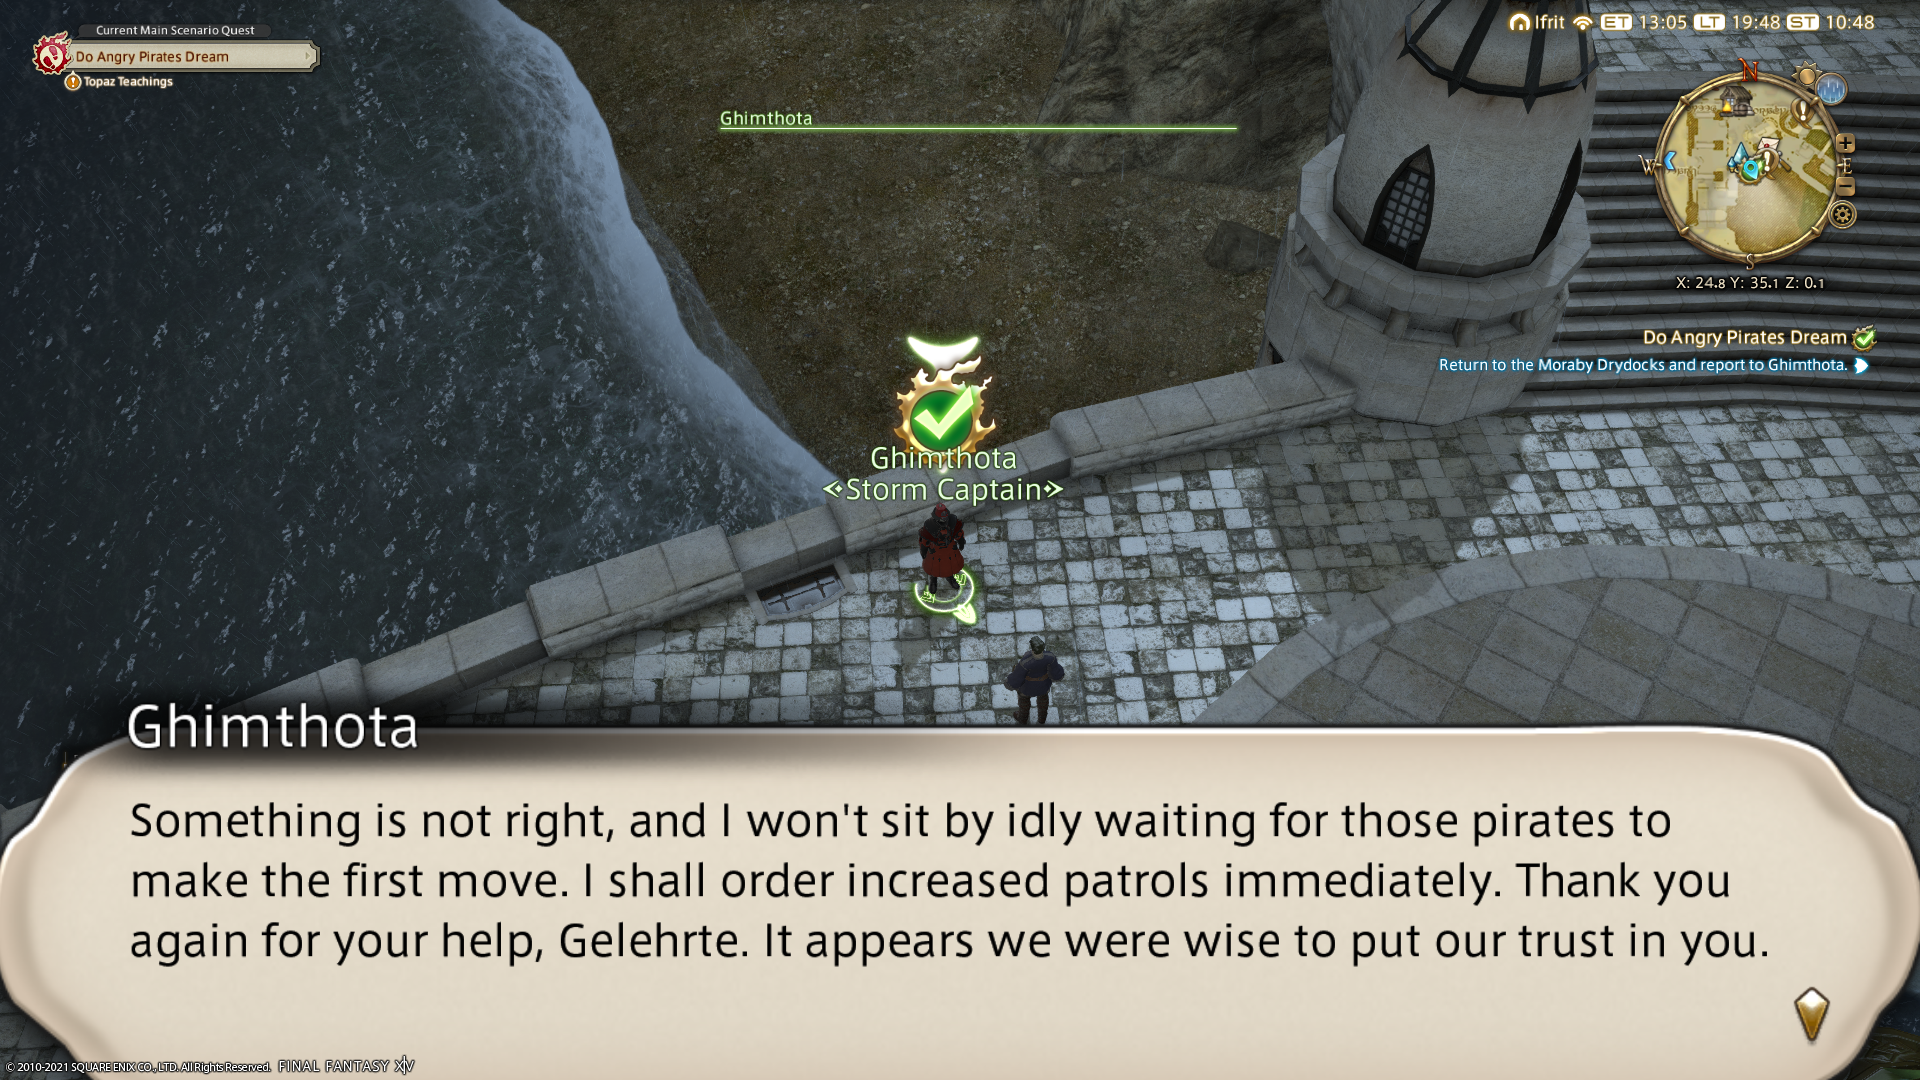 Current Main Scenario Quest
Do Angry Pirates Dream
Topaz Teachings
Ifrit ET 13:05 LT 19:48 ST 10:48
Ghimthota
N
W
E
S
X: 24.8 Y: 35.1 Z: 0.1
Do Angry Pirates Dream
Return to the Moraby Drydocks and report to Ghimthota.
Ghimthota
Storm Captain
Ghimthota
Something is not right, and I won't sit by idly waiting for those pirates to
make the first move. I shall order increased patrols immediately. Thank you
again for your help, Gelehrte. It appears we were wise to put our trust in you.
© 2010-2021 SQUARE ENIX CO., LTD. All Rights Reserved. FINAL FANTASY XIV